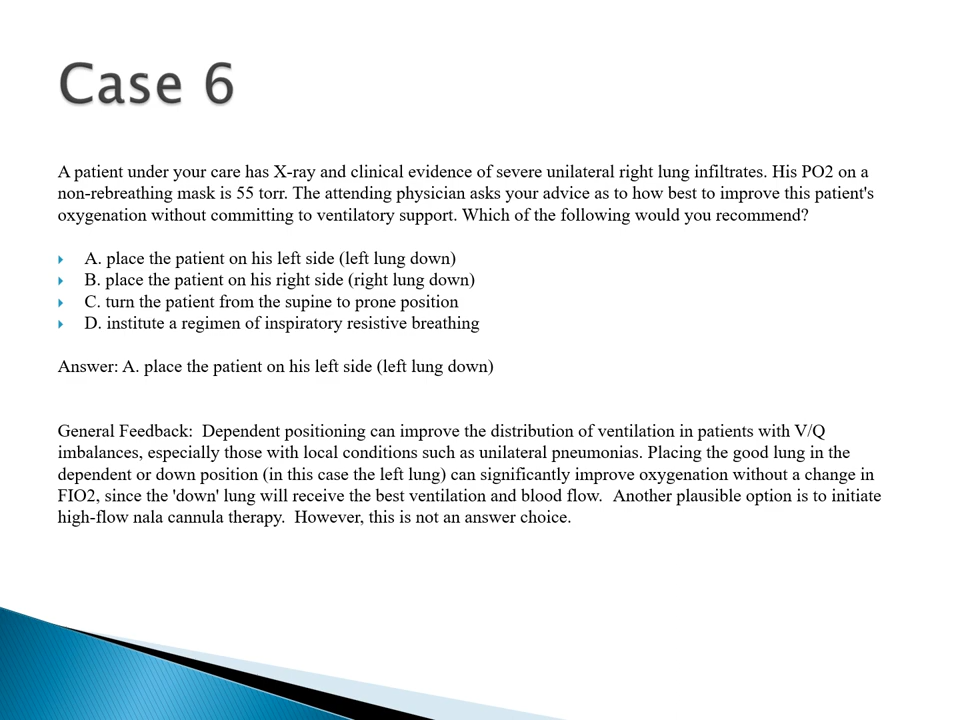 Case 6
A patient under your care has X-ray and clinical evidence of severe unilateral right lung infiltrates. His PO2 on a
non-rebreathing mask is 55 torr. The attending physician asks your advice as to how best to improve this patient's
oxygenation without committing to ventilatory support. Which of the following would you recommend?
A. place the patient on his left side (left lung down)
B. place the patient on his right side (right lung down)
C. turn the patient from the supine to prone position
D. institute a regimen of inspiratory resistive breathing
Answer: A. place the patient on his left side (left lung down)
General Feedback:  Dependent positioning can improve the distribution of ventilation in patients with V/Q
imbalances, especially those with local conditions such as unilateral pneumonias. Placing the good lung in the
dependent or down position (in this case the left lung) can significantly improve oxygenation without a change in
FIO2, since the 'down' lung will receive the best ventilation and blood flow.  Another plausible option is to initiate
high-flow nala cannula therapy.  However, this is not an answer choice.